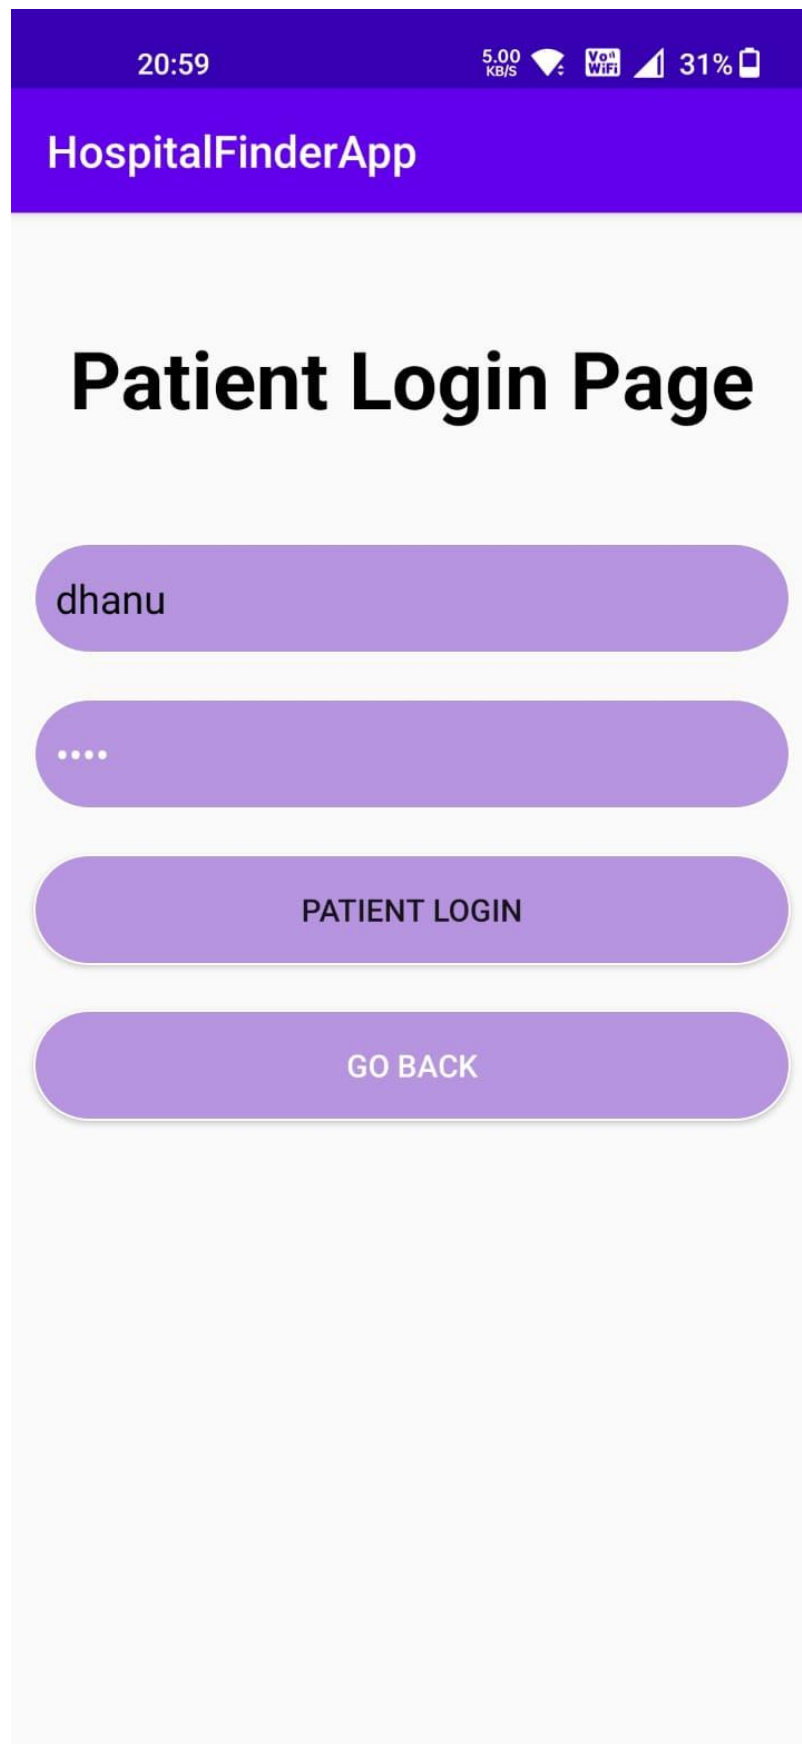 20:59 5.00 KB/S Vo WiFi 31%
HospitalFinderApp
Patient Login Page
dhanu
••••
PATIENT LOGIN
GO BACK